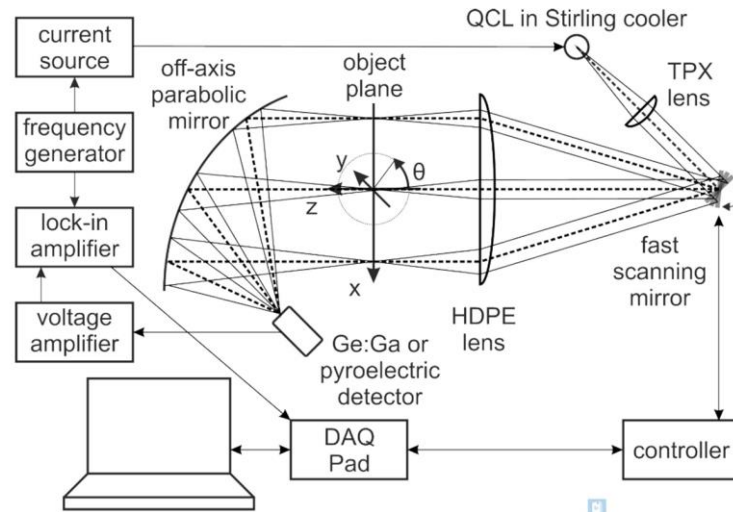 QCL in Stirling cooler
current
source
off-axis
parabolic
mirror
object
plane
TPX
lens
frequency
generator
y
θ
z
lock-in
amplifier
x
fast
scanning
mirror
HDPE
lens
voltage
amplifier
Ge:Ga or
pyroelectric
detector
DAQ
Pad
controller